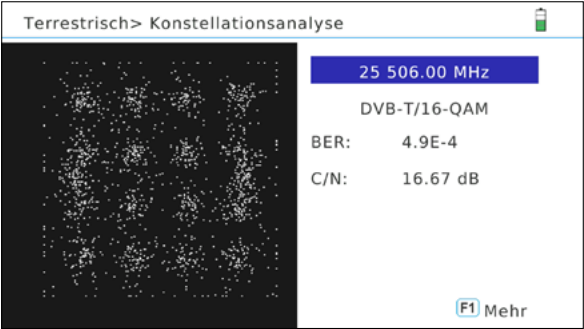 Terrestrisch> Konstellationsanalyse
25 506.00 MHz
DVB-T/16-QAM
BER: 4.9E-4
C/N: 16.67 dB
F1 Mehr